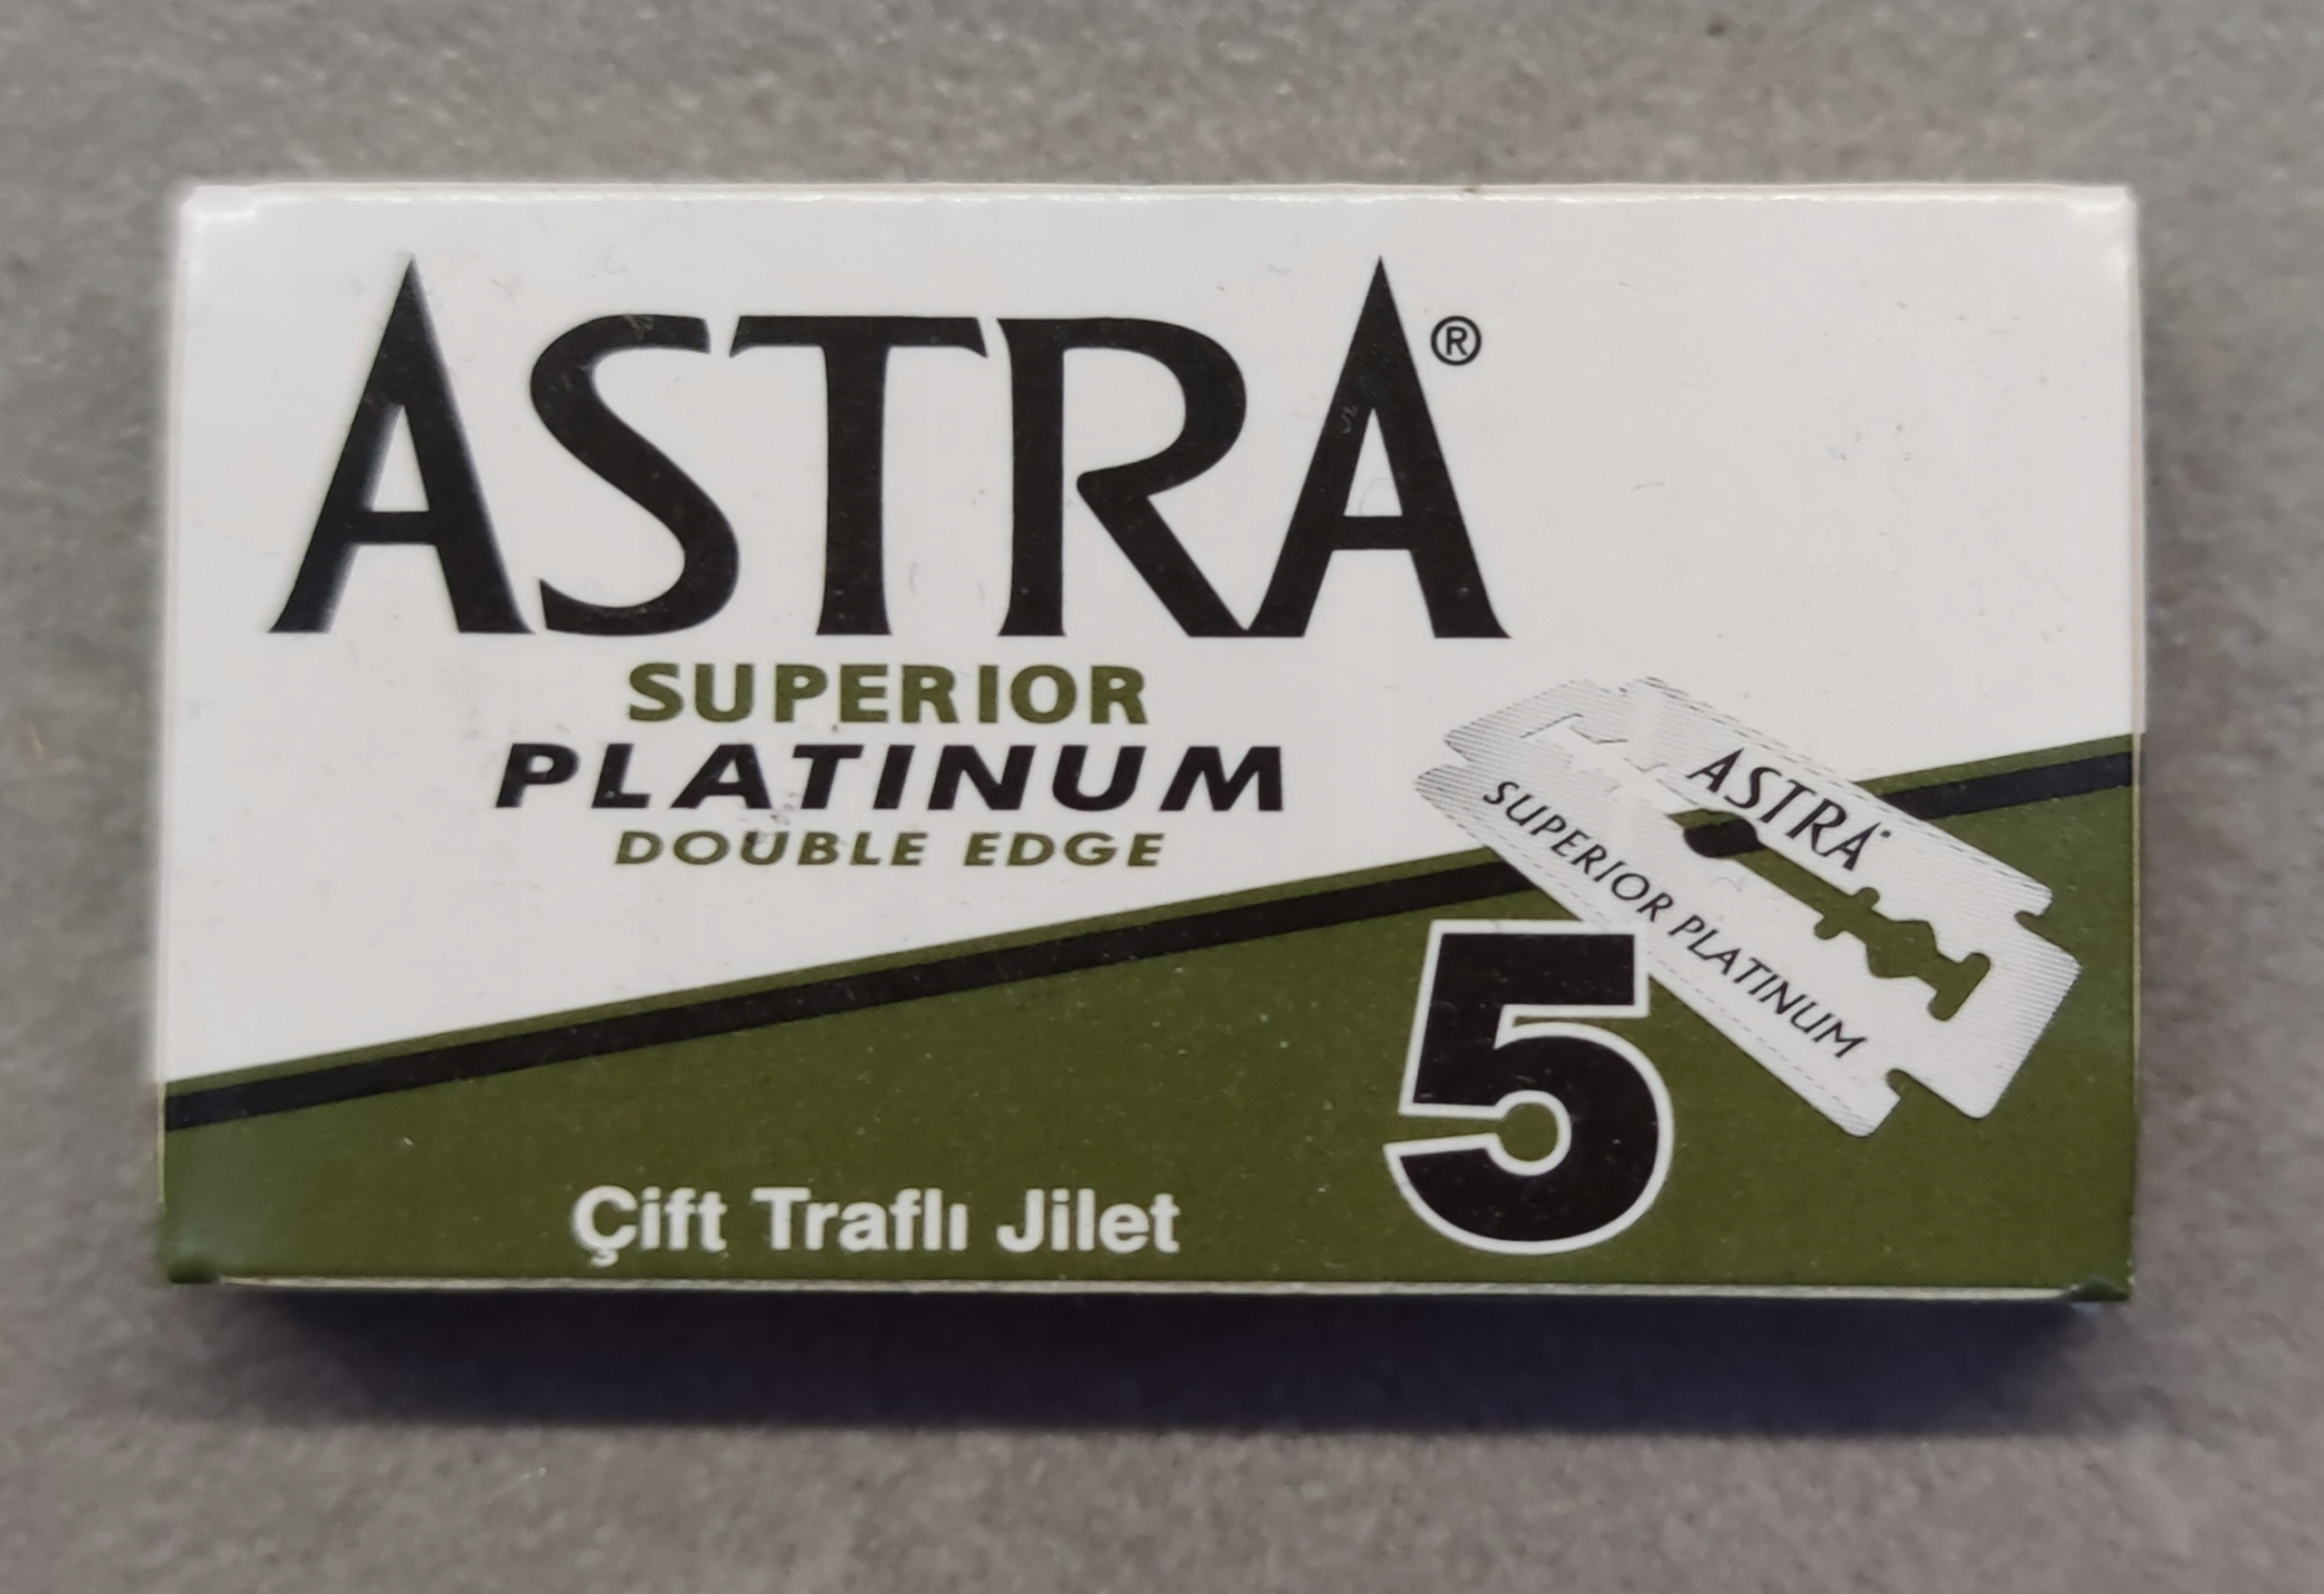 ASTRA®
SUPERIOR
PLATINUM
DOUBLE EDGE
ASTRA
SUPERIOR PLATINUM
5
Çift Traflı Jilet